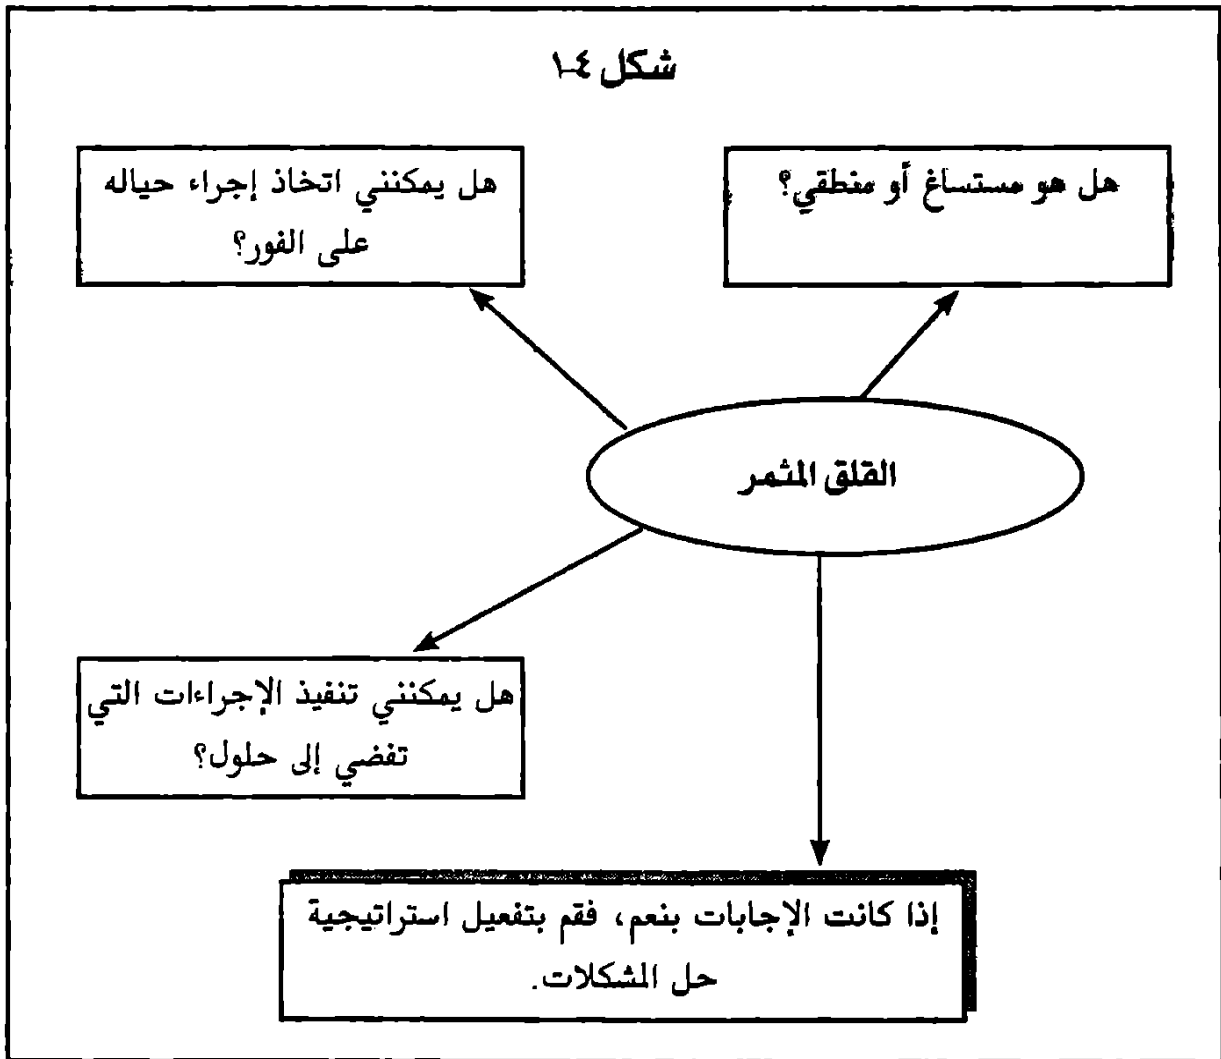 شكل ٤-١
هل هو مستساغ أو منطقي؟
هل يمكنني اتخاذ إجراء حياله
على الفور؟
القلق المثمر
هل يمكنني تنفيذ الإجراءات التي
تفضي إلى حلول؟
إذا كانت الإجابات بنعم، فقم بتفعيل استراتيجية
حل المشكلات.